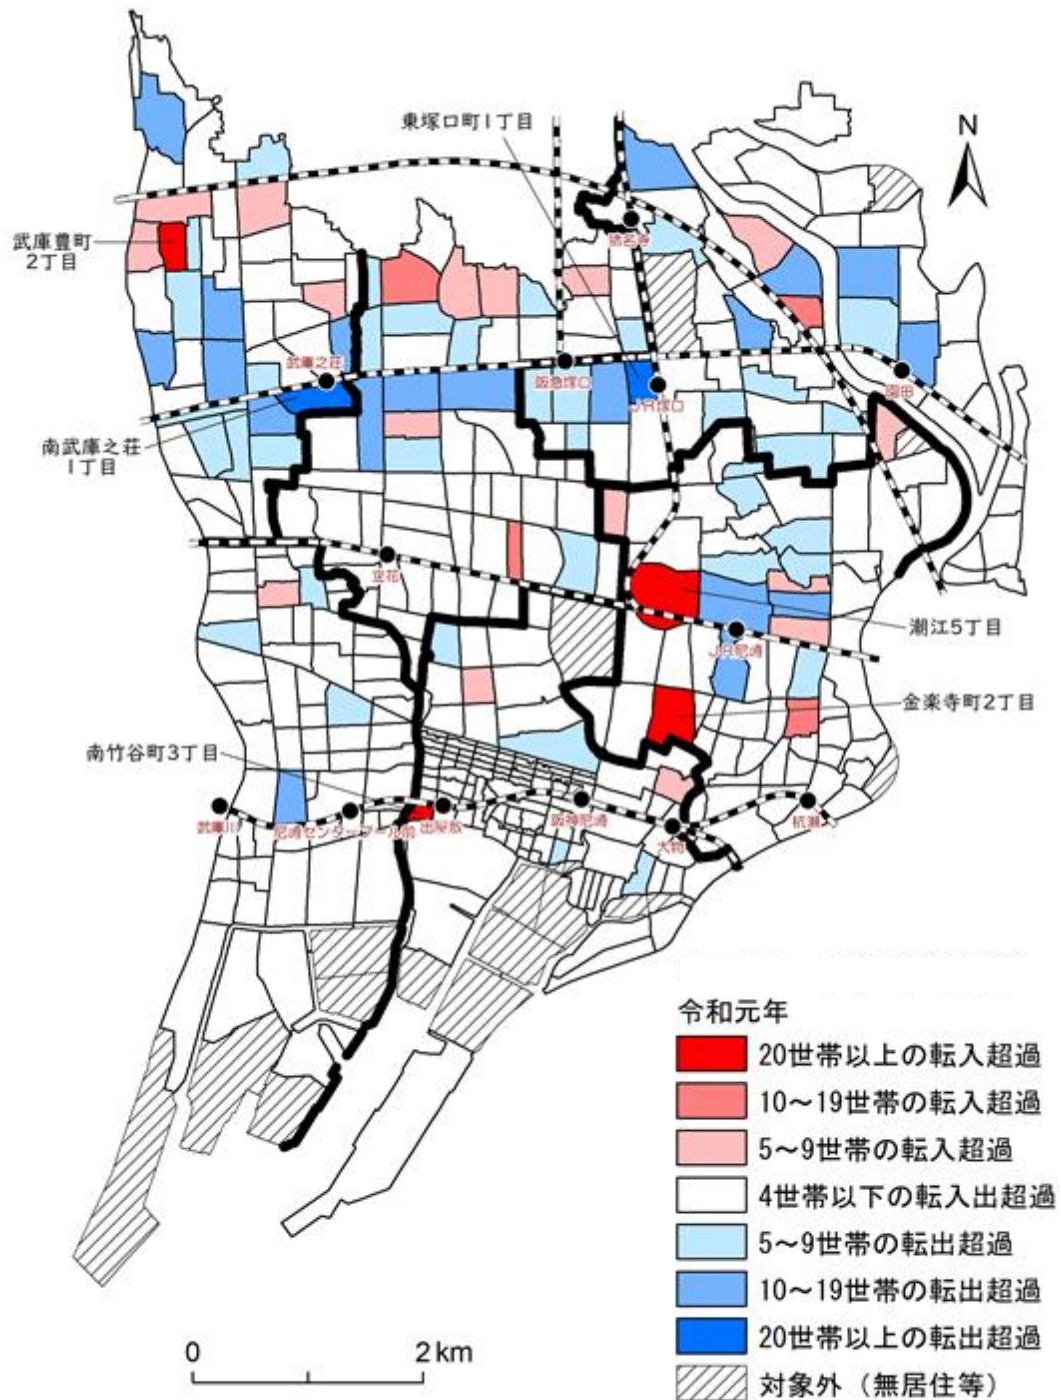 東塚口町1丁目
N
猪名寺
武庫豊町
2丁目
武庫之荘
阪急塚口
JR塚口
園田
南武庫之荘
1丁目
立花
潮江5丁目
JR尼崎
金楽寺町2丁目
南竹谷町3丁目
武庫川
尼崎センタープール前
出屋敷
阪神尼崎
大物
杭瀬
令和元年
20世帯以上の転入超過
10～19世帯の転入超過
5～9世帯の転入超過
4世帯以下の転入出超過
5～9世帯の転出超過
10～19世帯の転出超過
20世帯以上の転出超過
対象外（無居住等）
0 2km